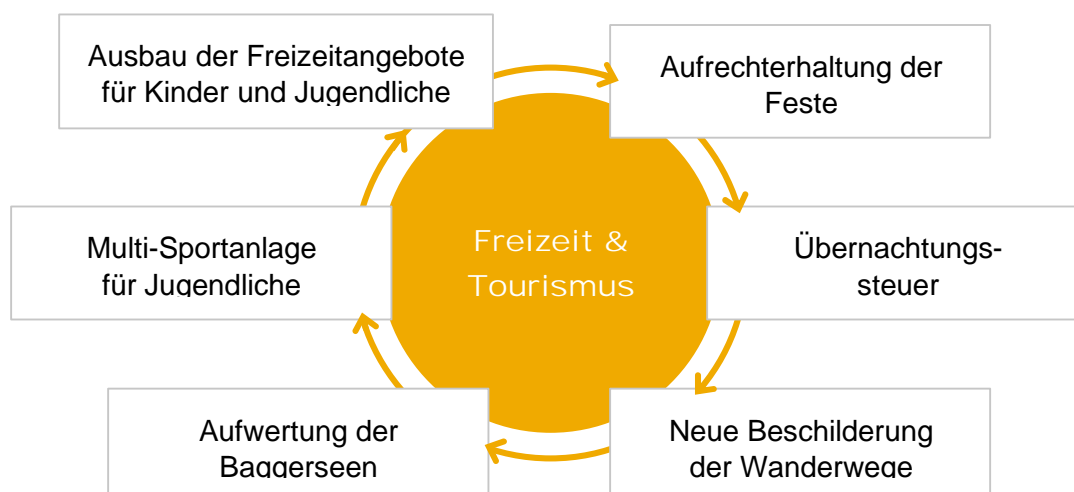 Ausbau der Freizeitangebote
für Kinder und Jugendliche
Aufrechterhaltung der
Feste
Multi-Sportanlage
für Jugendliche
Freizeit &
Tourismus
Übernachtungs-
steuer
Aufwertung der
Baggerseen
Neue Beschilderung
der Wanderwege